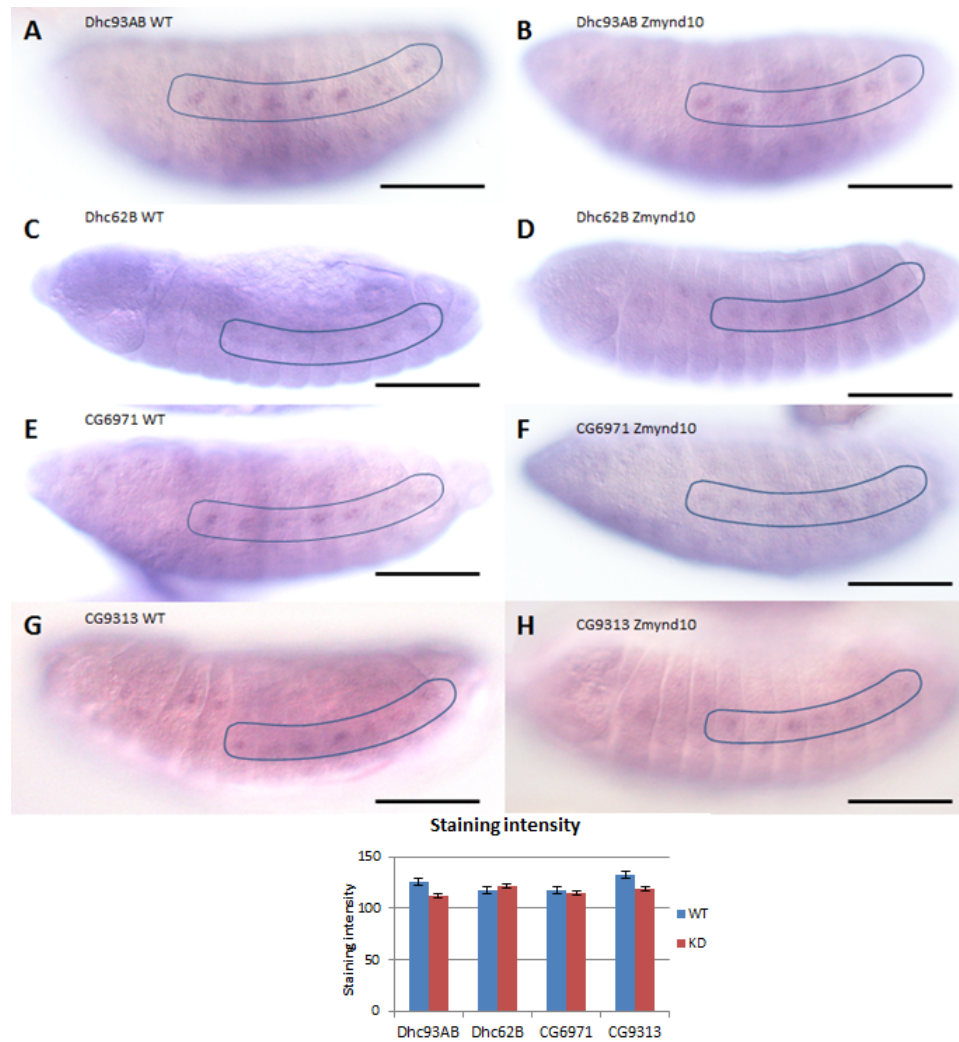 A Dhc93AB WT
B Dhc93AB Zmynd10
C Dhc62B WT
D Dhc62B Zmynd10
E CG6971 WT
F CG6971 Zmynd10
G CG9313 WT
H CG9313 Zmynd10
Staining intensity
Staining intensity
150
100
50
0
Dhc93AB Dhc62B CG6971 CG9313
WT
KD